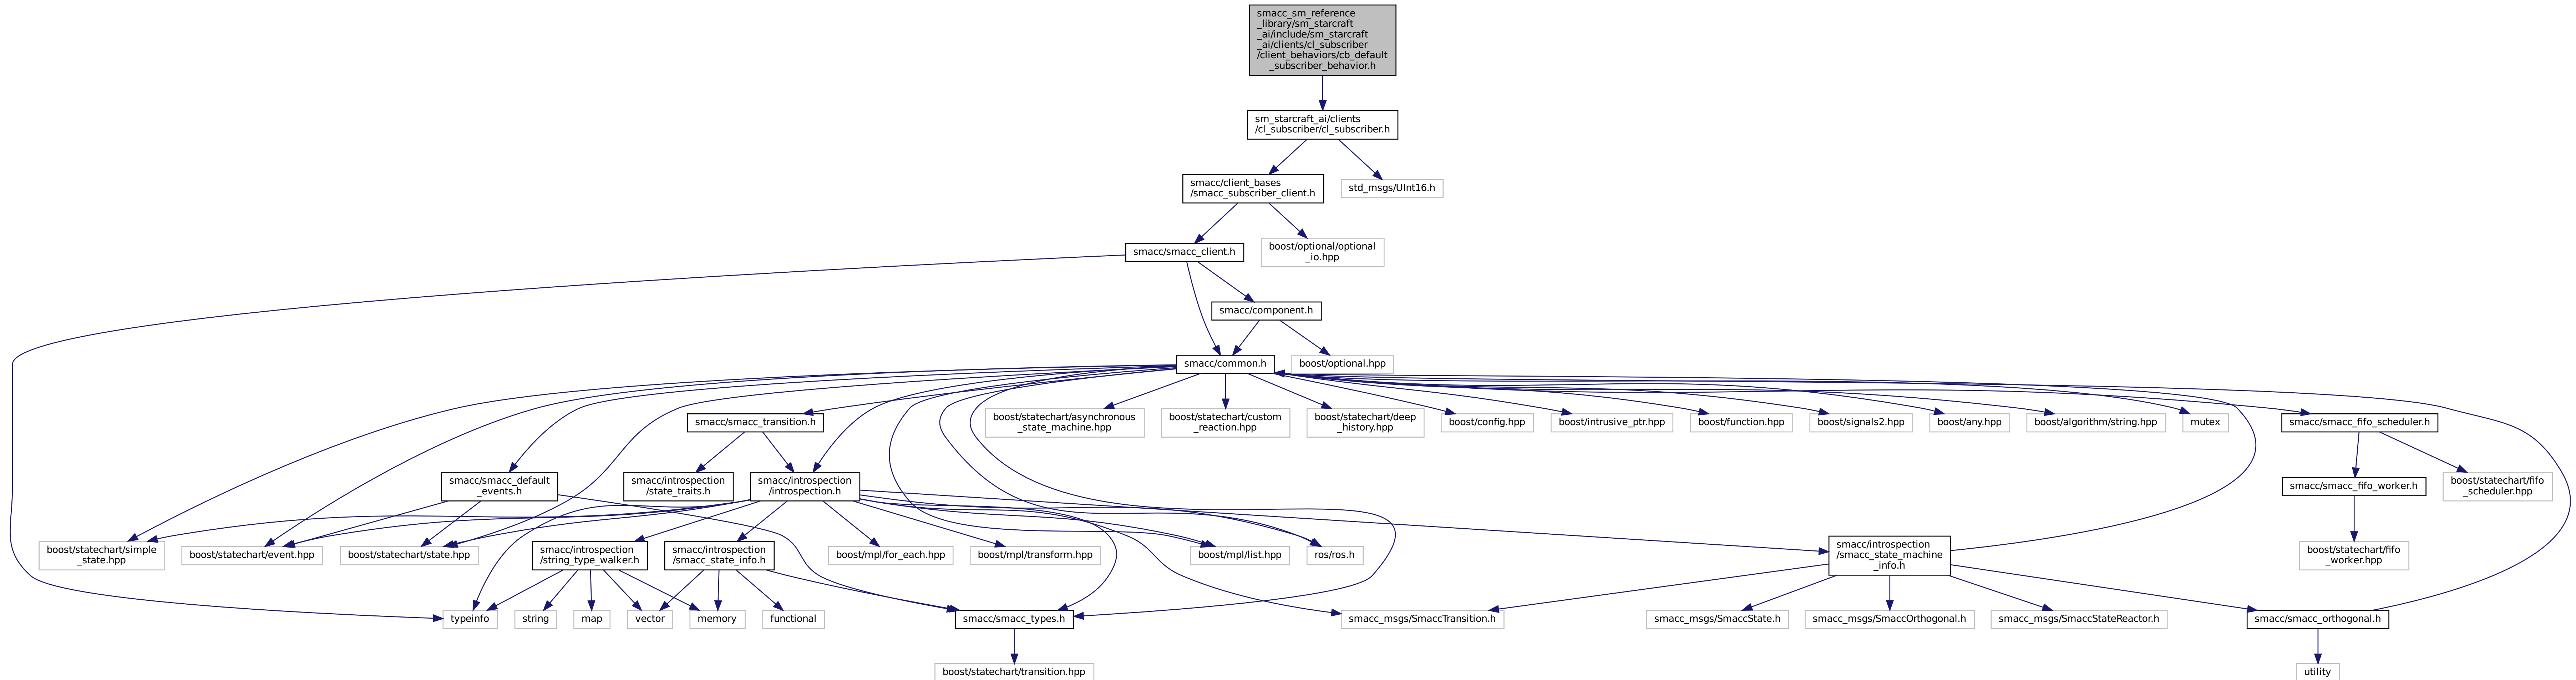 smacc_sm_reference
_library/sm_starcraft
_ai/include/sm_starcraft
_ai/clients/cl_subscriber
/client_behaviors/cb_default
_subscriber_behavior.h
sm_starcraft_ai/clients
/cl_subscriber/cl_subscriber.h
smacc/client_bases
/smacc_subscriber_client.h
std_msgs/UInt16.h
smacc/smacc_client.h
boost/optional/optional
_io.hpp
smacc/component.h
smacc/common.h
boost/optional.hpp
smacc/smacc_transition.h
boost/statechart/asynchronous
_state_machine.hpp
boost/statechart/custom
_reaction.hpp
boost/statechart/deep
_history.hpp
boost/config.hpp
boost/intrusive_ptr.hpp
boost/function.hpp
boost/signals2.hpp
boost/any.hpp
boost/algorithm/string.hpp
mutex
smacc/smacc_fifo_scheduler.h
smacc/smacc_default
_events.h
smacc/introspection
/state_traits.h
smacc/introspection
/introspection.h
smacc/smacc_fifo_worker.h
boost/statechart/fifo
_scheduler.hpp
boost/statechart/simple
_state.hpp
boost/statechart/event.hpp
boost/statechart/state.hpp
smacc/introspection
/string_type_walker.h
smacc/introspection
/smacc_state_info.h
boost/mpl/for_each.hpp
boost/mpl/transform.hpp
boost/mpl/list.hpp
ros/ros.h
smacc/introspection
/smacc_state_machine
_info.h
boost/statechart/fifo
_worker.hpp
typeinfo
string
map
vector
memory
functional
smacc/smacc_types.h
smacc_msgs/SmaccTransition.h
smacc_msgs/SmaccState.h
smacc_msgs/SmaccOrthogonal.h
smacc_msgs/SmaccStateReactor.h
smacc/smacc_orthogonal.h
boost/statechart/transition.hpp
utility